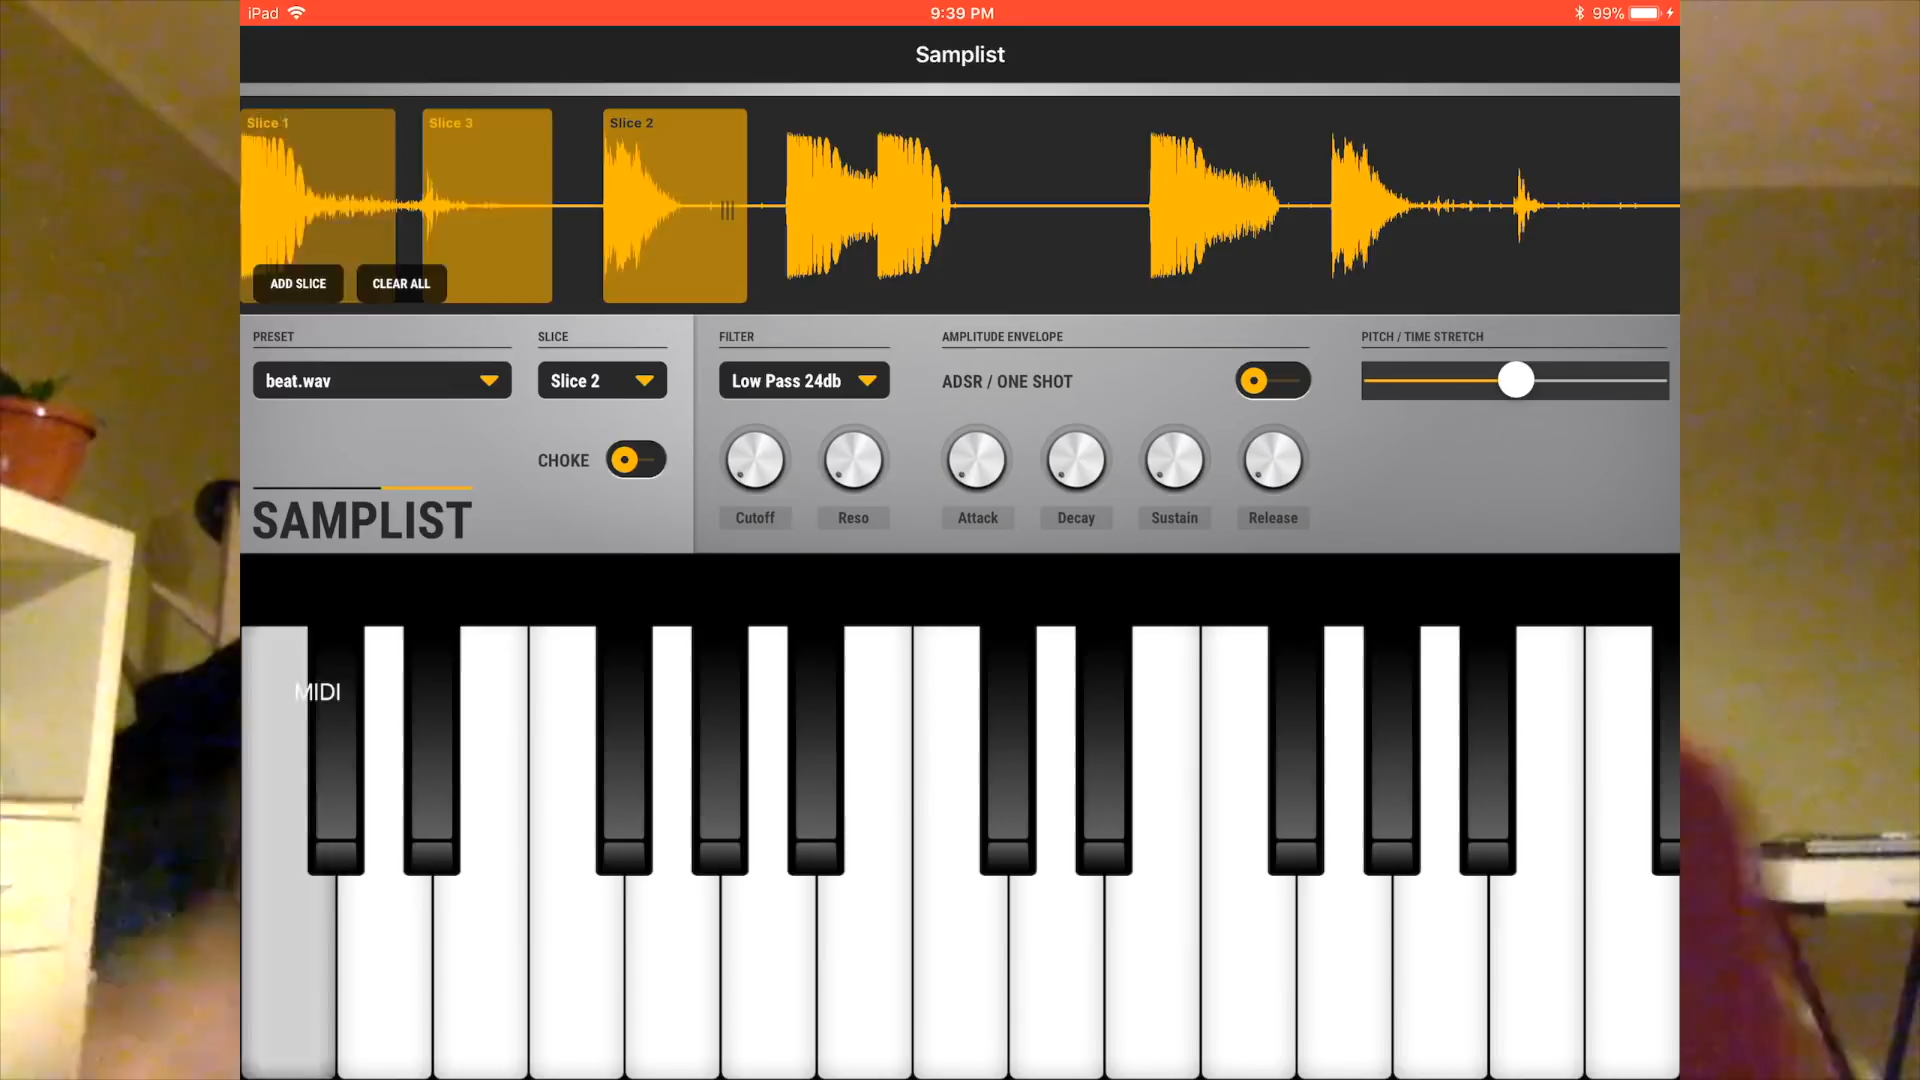 iPad 9:39 PM 99%
Samplist
Slice 1 Slice 3 Slice 2
ADD SLICE CLEAR ALL
PRESET SLICE FILTER AMPLITUDE ENVELOPE PITCH / TIME STRETCH
beat.wav Slice 2 Low Pass 24db ADSR / ONE SHOT
CHOKE
SAMPLIST
Cutoff Reso Attack Decay Sustain Release
MIDI